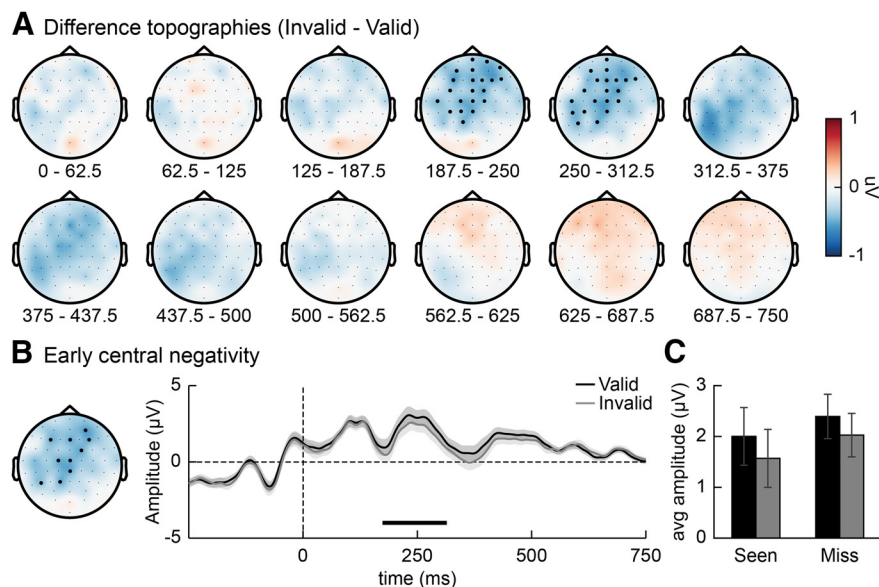 A Difference topographies (Invalid - Valid)
0 - 62.5 62.5 - 125 125 - 187.5 187.5 - 250 250 - 312.5 312.5 - 375
1
0
-1
µV
375 - 437.5 437.5 - 500 500 - 562.5 562.5 - 625 625 - 687.5 687.5 - 750
B Early central negativity
Amplitude (µV)
5
0
-5
Valid
Invalid
0 250 500 750
time (ms)
C
avg amplitude (µV)
3
2
1
0
Seen Miss